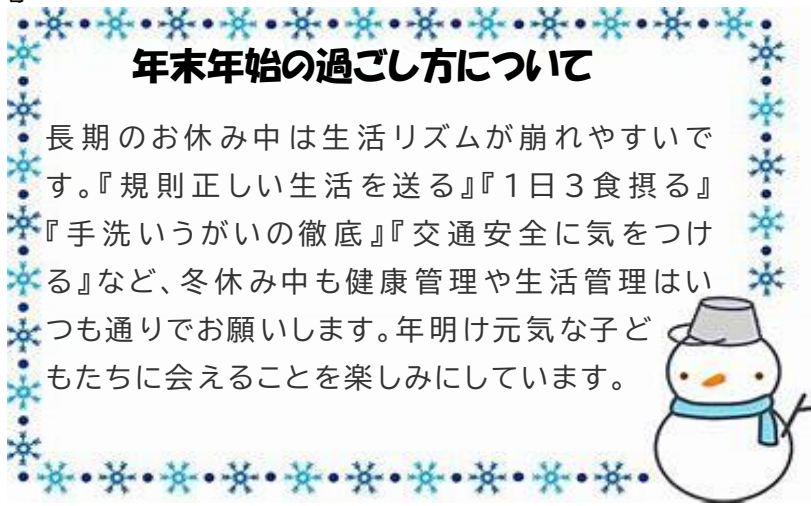 年末年始の過ごし方について
長期のお休み中は生活リズムが崩れやすいで
す。『規則正しい生活を送る』『1日3食摂る』
『手洗いうがいの徹底』『交通安全に気をつけ
る』など、冬休み中も健康管理や生活管理はい
つも通りでお願いします。年明け元気な子ど
もたちに会えることを楽しみにしています。